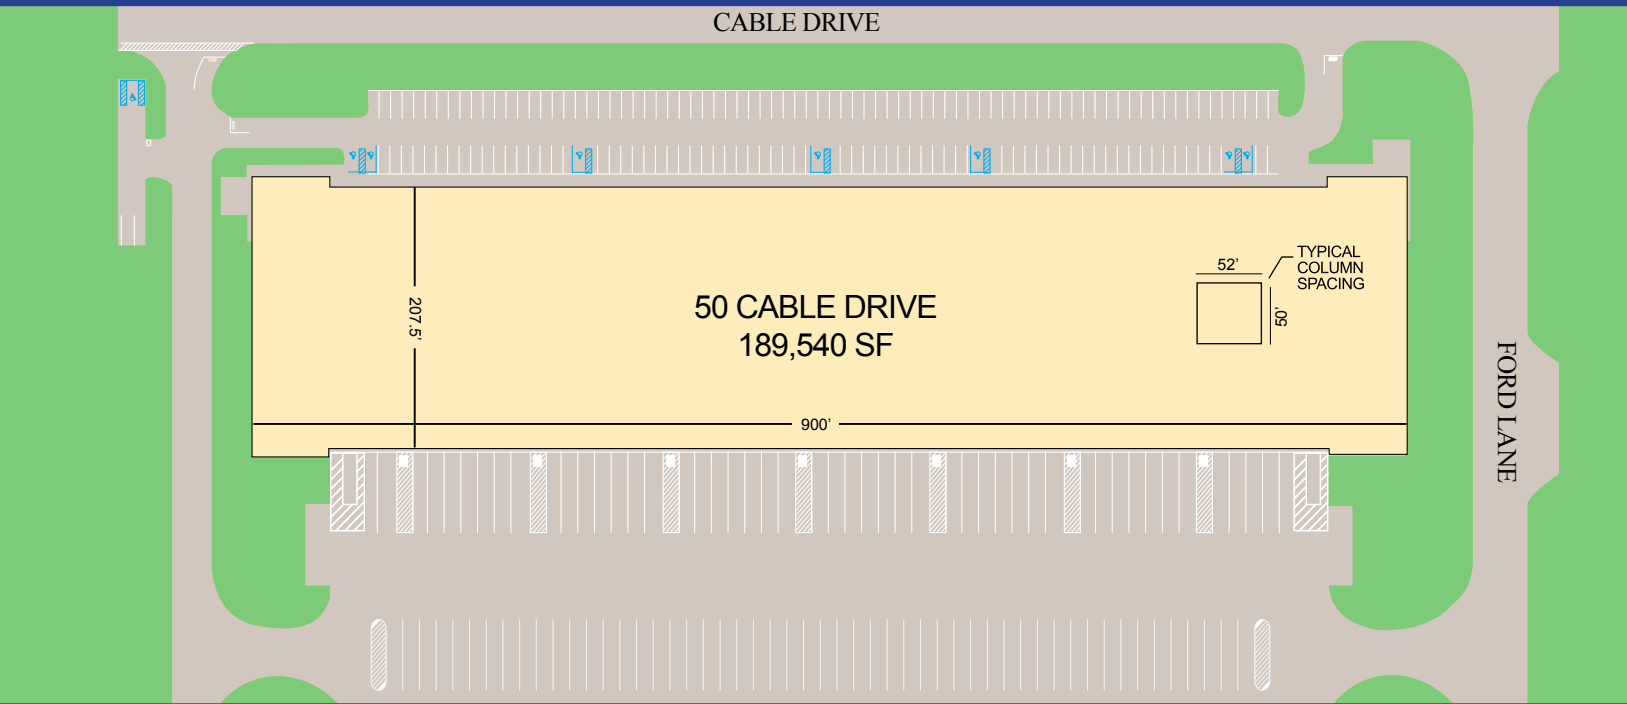 CABLE DRIVE
52’
TYPICAL
COLUMN
SPACING
50’
207.5’
50 CABLE DRIVE
189,540 SF
900’
FORD LANE